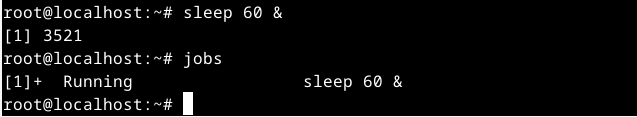 root@localhost:~# sleep 60 &
[1] 3521
root@localhost:~# jobs
[1]+  Running                 sleep 60 &
root@localhost:~#